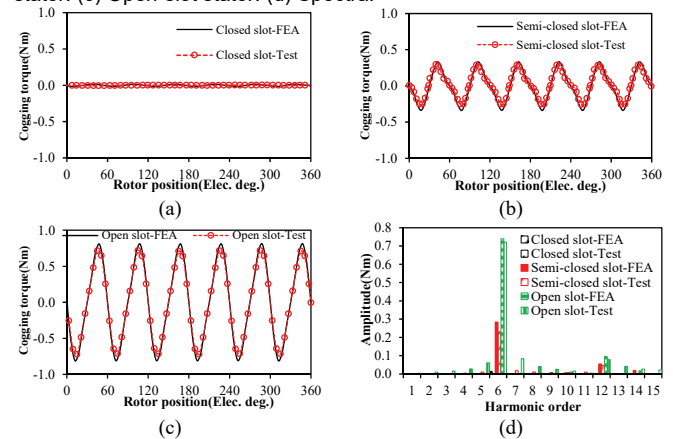 stator. (c) Open slot stator. (d) Spectra.
1.0
0.5
0.0
-0.5
-1.0
Cogging torque(Nm)
Closed slot-FEA
Closed slot-Test
0 60 120 180 240 300 360
Rotor position(Elec. deg.)
(a)
1.0
0.5
0.0
-0.5
-1.0
Cogging torque(Nm)
Semi-closed slot-FEA
Semi-closed slot-Test
0 60 120 180 240 300 360
Rotor position(Elec. deg.)
(b)
1.0
0.5
0.0
-0.5
-1.0
Cogging torque(Nm)
Open slot-FEA Open slot-Test
0 60 120 180 240 300 360
Rotor position(Elec. deg.)
(c)
0.8
0.7
0.6
0.5
0.4
0.3
0.2
0.1
0.0
Amplitude(Nm)
Closed slot-FEA
Closed slot-Test
Semi-closed slot-FEA
Semi-closed slot-Test
Open slot-FEA
Open slot-Test
1 2 3 4 5 6 7 8 9 10 11 12 13 14 15
Harmonic order
(d)